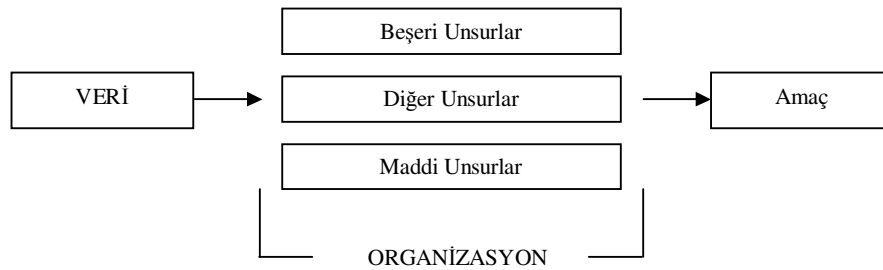 Beşeri Unsurlar
VERİ
Diğer Unsurlar
Amaç
Maddi Unsurlar
ORGANİZASYON